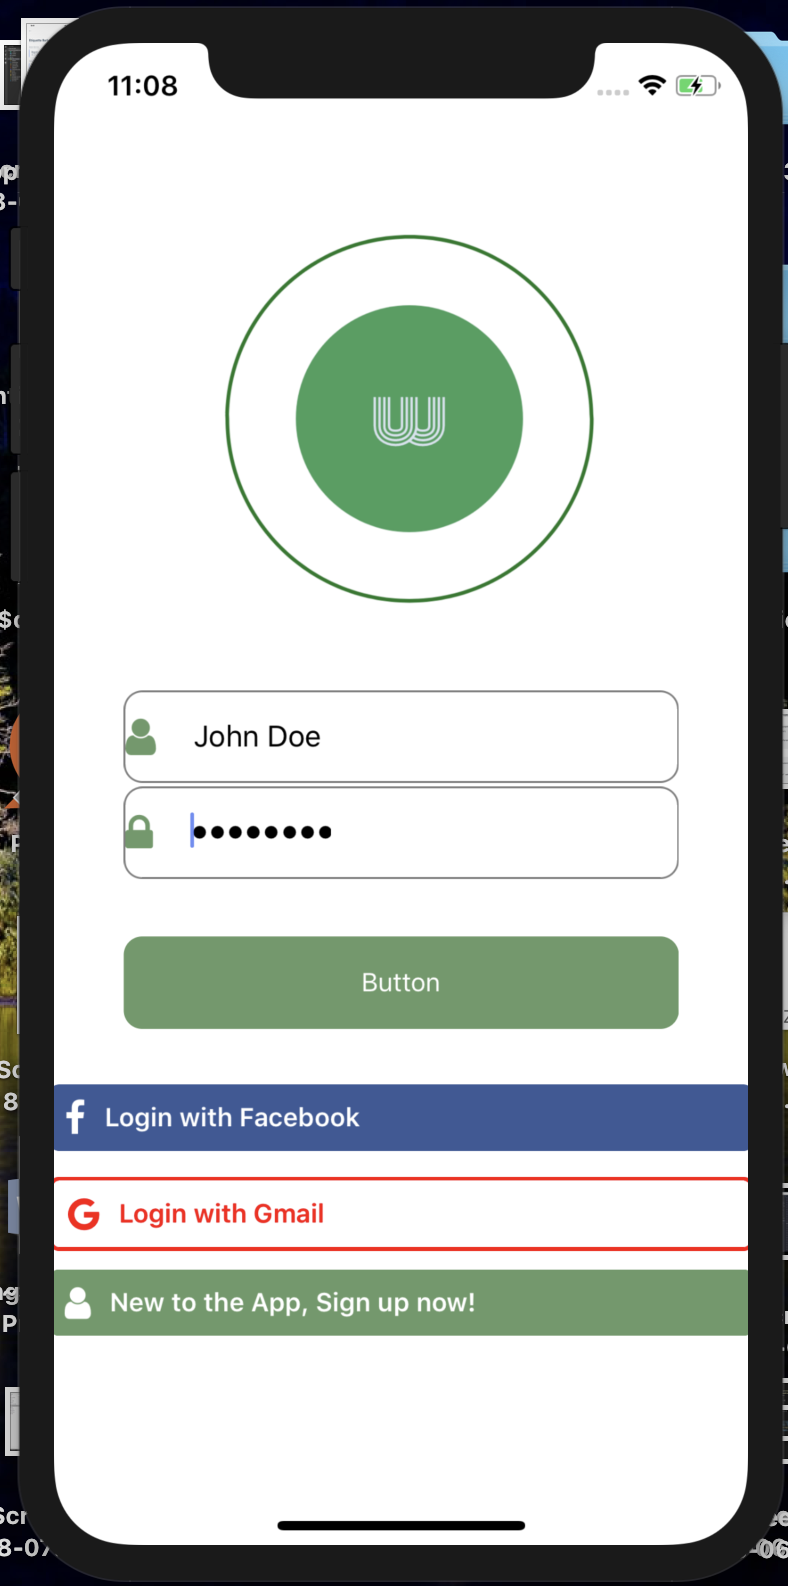 11:08
W
John Doe
••••••••
Button
Login with Facebook
G Login with Gmail
New to the App, Sign up now!